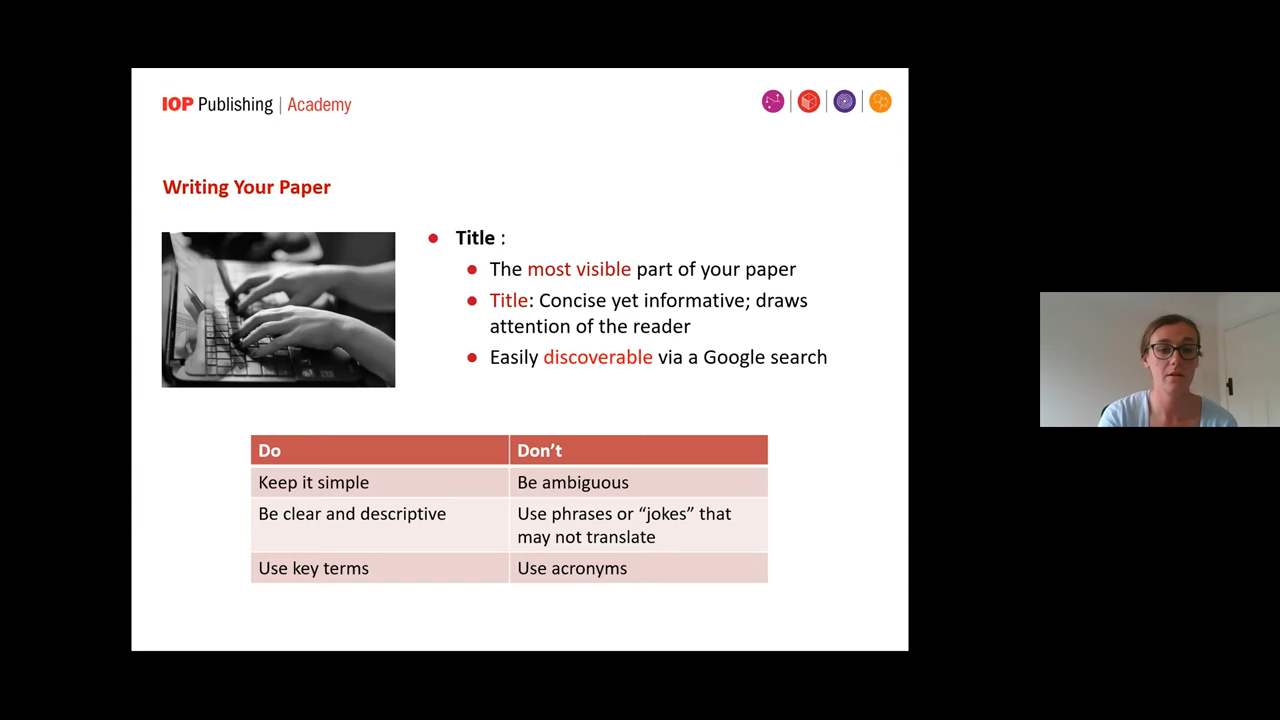 IOP Publishing | Academy
Writing Your Paper
Title :
The most visible part of your paper
Title: Concise yet informative; draws
attention of the reader
Easily discoverable via a Google search
Do
Don’t
Keep it simple
Be ambiguous
Be clear and descriptive
Use phrases or “jokes” that
may not translate
Use key terms
Use acronyms